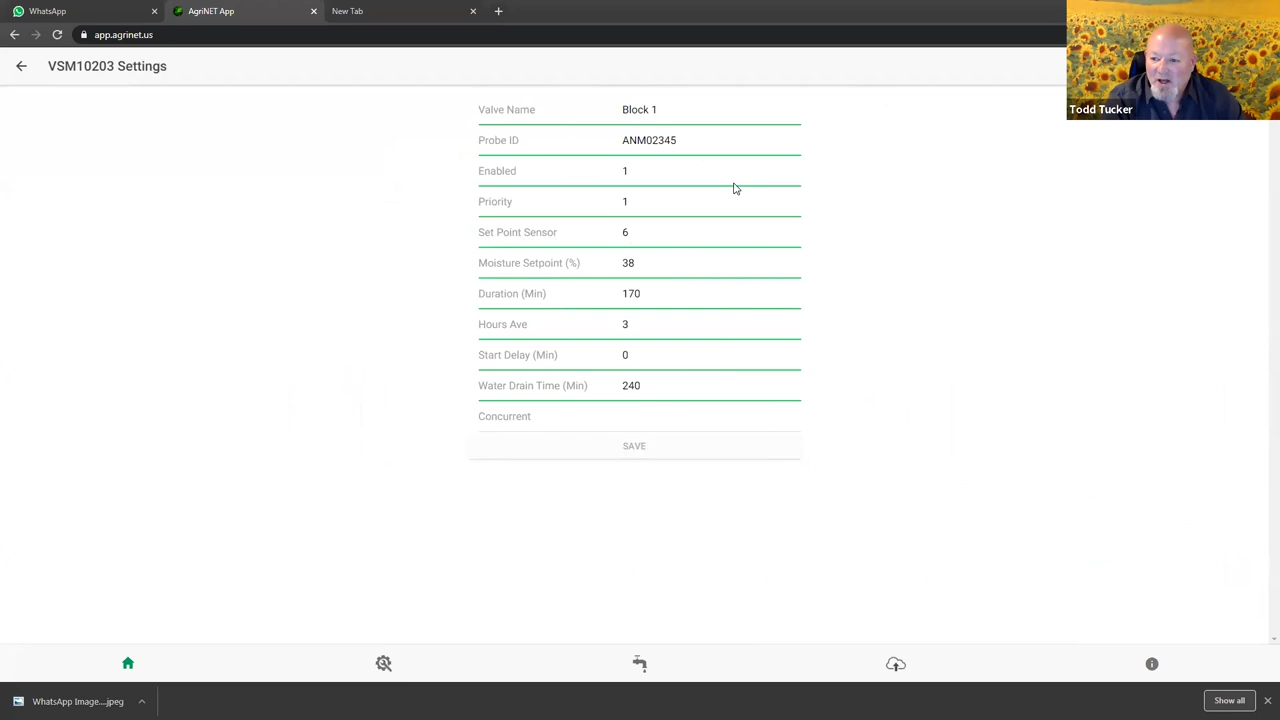 WhatsApp
AgriNET App
New Tab
app.agrinet.us
VSM10203 Settings
Todd Tucker
Valve Name Block 1
Probe ID ANM02345
Enabled 1
Priority 1
Set Point Sensor 6
Moisture Setpoint (%) 38
Duration (Min) 170
Hours Ave 3
Start Delay (Min) 0
Water Drain Time (Min) 240
Concurrent
SAVE
WhatsApp Image....jpeg
Show all